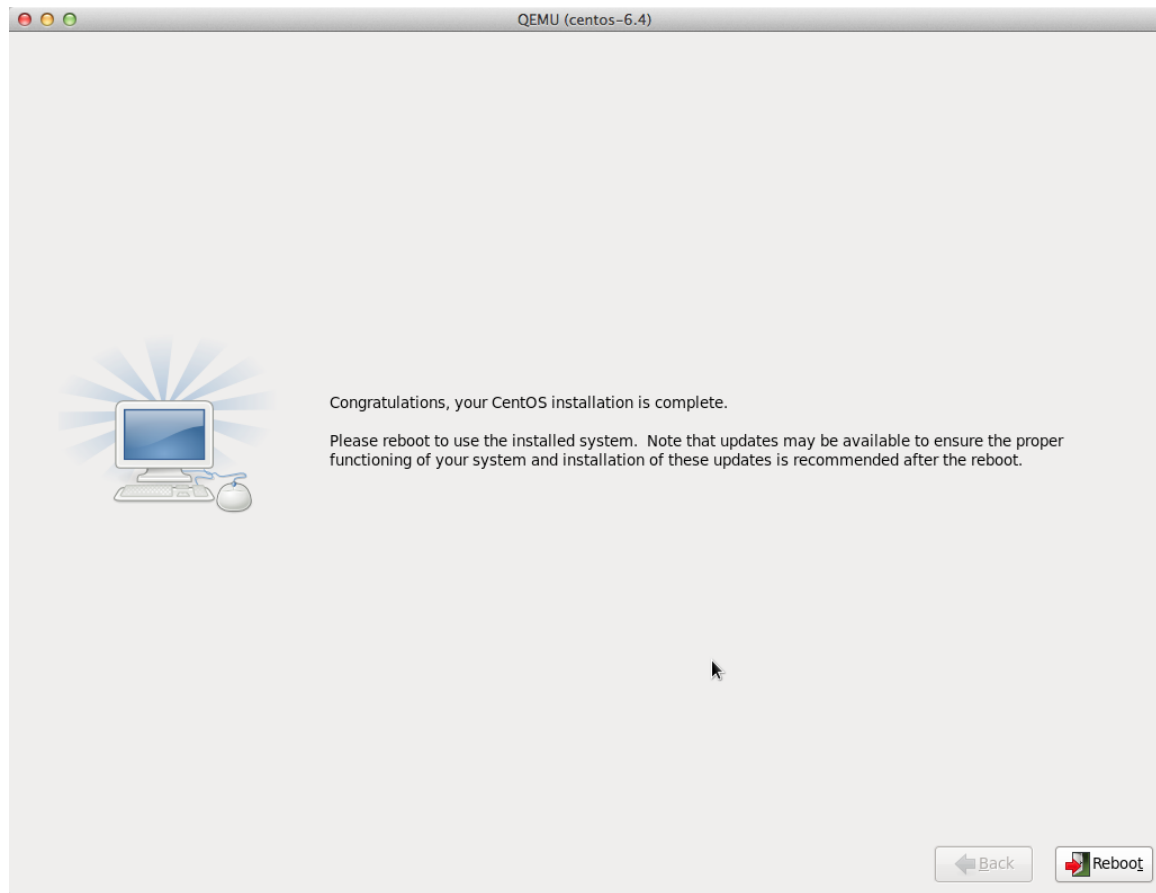 QEMU (centos-6.4)
Congratulations, your CentOS installation is complete.
Please reboot to use the installed system.  Note that updates may be available to ensure the proper
functioning of your system and installation of these updates is recommended after the reboot.
Back
Reboot